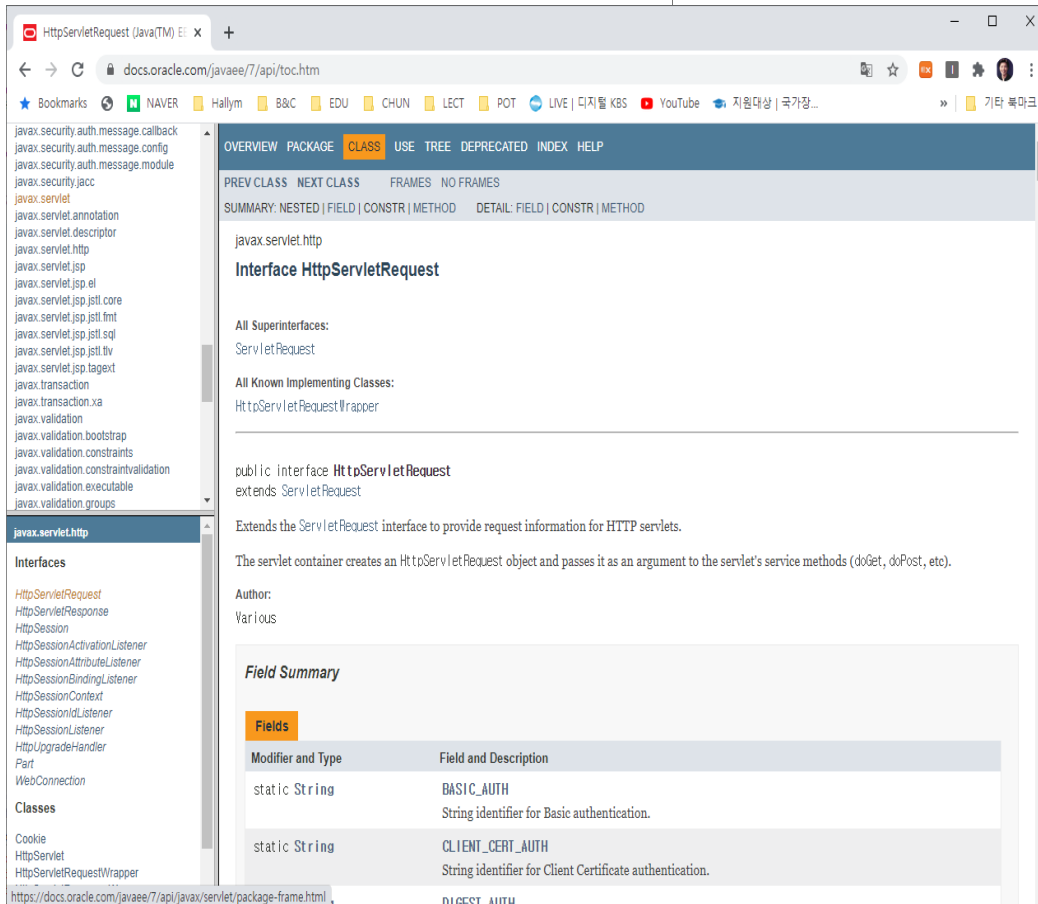 HttpServletRequest (Java(TM) EE
docs.oracle.com/javaee/7/api/toc.htm
Bookmarks NAVER Hallym B&C EDU CHUN LECT POT LIVE | 디지털 KBS YouTube 지원대상 | 국가장... » 기타 북마크
javax.security.auth.message.callback
javax.security.auth.message.config
javax.security.auth.message.module
javax.security.jacc
javax.servlet
javax.servlet.annotation
javax.servlet.descriptor
javax.servlet.http
javax.servlet.jsp
javax.servlet.jsp.el
javax.servlet.jsp.jstl.core
javax.servlet.jsp.jstl.fmt
javax.servlet.jsp.jstl.sql
javax.servlet.jsp.jstl.tlv
javax.servlet.jsp.tagext
javax.transaction
javax.transaction.xa
javax.validation
javax.validation.bootstrap
javax.validation.constraints
javax.validation.constraintvalidation
javax.validation.executable
javax.validation.groups
javax.servlet.http
Interfaces
HttpServletRequest
HttpServletResponse
HttpSession
HttpSessionActivationListener
HttpSessionAttributeListener
HttpSessionBindingListener
HttpSessionContext
HttpSessionIdListener
HttpSessionListener
HttpUpgradeHandler
Part
WebConnection
Classes
Cookie
HttpServlet
HttpServletRequestWrapper
https://docs.oracle.com/javaee/7/api/javax/servlet/package-frame.html
OVERVIEW PACKAGE CLASS USE TREE DEPRECATED INDEX HELP
PREV CLASS NEXT CLASS FRAMES NO FRAMES
SUMMARY: NESTED | FIELD | CONSTR | METHOD DETAIL: FIELD | CONSTR | METHOD
javax.servlet.http
Interface HttpServletRequest
All Superinterfaces:
ServletRequest
All Known Implementing Classes:
HttpServletRequestWrapper
public interface HttpServletRequest
extends ServletRequest
Extends the ServletRequest interface to provide request information for HTTP servlets.
The servlet container creates an HttpServletRequest object and passes it as an argument to the servlet's service methods (doGet, doPost, etc).
Author:
Various
Field Summary
Fields
Modifier and Type Field and Description
static String BASIC_AUTH
String identifier for Basic authentication.
static String CLIENT_CERT_AUTH
String identifier for Client Certificate authentication.
DIGEST_AUTH